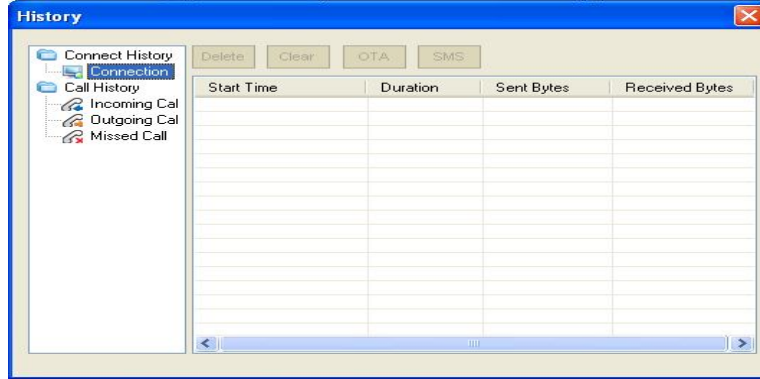 History
Connect History
Connection
Call History
Incoming Cal
Outgoing Cal
Missed Call
Delete Clear OTA SMS
Start Time Duration Sent Bytes Received Bytes